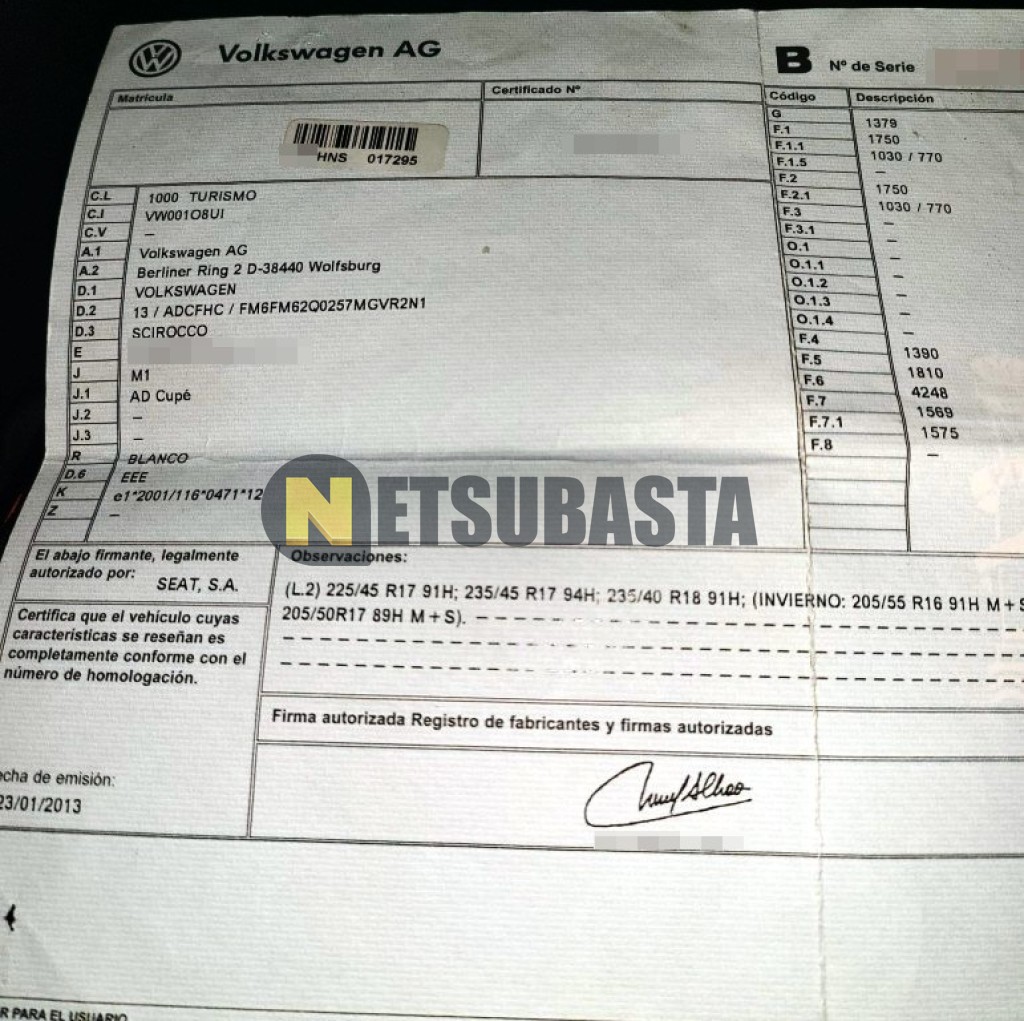 Volkswagen AG
B Nº de Serie
Matrícula
Certificado Nº
HNS 017295
C.L 1000 TURISMO
C.I VW001O8UI
C.V –
A.1 Volkswagen AG
A.2 Berliner Ring 2 D-38440 Wolfsburg
D.1 VOLKSWAGEN
D.2 13 / ADCFHC / FM6FM62Q0257MGVR2N1
D.3 SCIROCCO
E
J M1
J.1 AD Cupé
J.2 –
J.3 –
R BLANCO
D.6 EEE
K e1*2001/116*0471*12
Z –
Código Descripción
G 1379
F.1 1750
F.1.1 1030 / 770
F.1.5 –
F.2 1750
F.2.1 1030 / 770
F.3 –
F.3.1 –
O.1 –
O.1.1 –
O.1.2 –
O.1.3 –
O.1.4
F.4 1390
F.5 1810
F.6 4248
F.7 1569
F.7.1 1575
F.8 –
NETSUBASTA
El abajo firmante, legalmente
autorizado por:
SEAT, S.A.
Certifica que el vehículo cuyas
características se reseñan es
completamente conforme con el
número de homologación.
Observaciones:
(L.2) 225/45 R17 91H; 235/45 R17 94H; 235/40 R18 91H; (INVIERNO: 205/55 R16 91H M+S
205/50R17 89H M+S).
Firma autorizada Registro de fabricantes y firmas autorizadas
echa de emisión:
23/01/2013
R PARA EL USUARIO